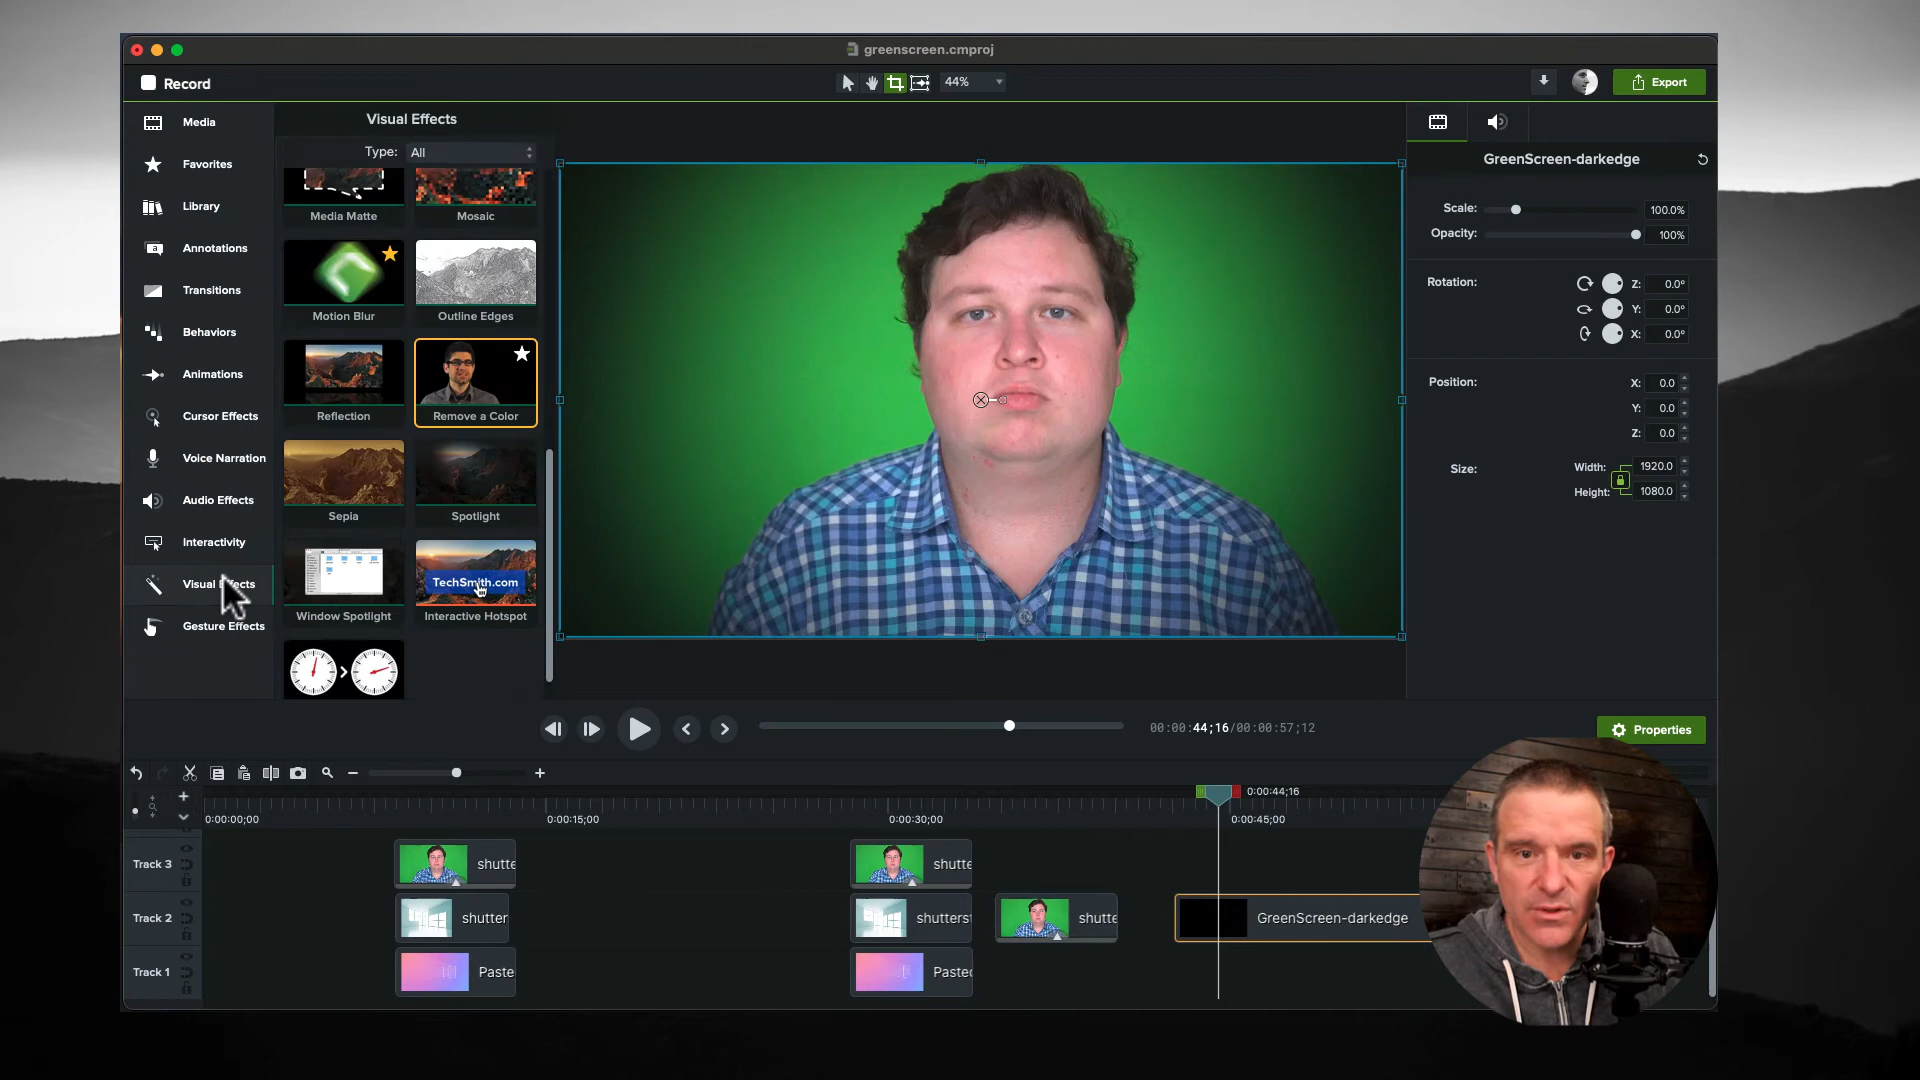 greenscreen.cmproj
Record
44%
Export
Media
Favorites
Library
Annotations
Transitions
Behaviors
Animations
Cursor Effects
Voice Narration
Audio Effects
Interactivity
Visual Effects
Gesture Effects
Visual Effects
Type: All
Media Matte
Mosaic
Motion Blur
Outline Edges
Reflection
Remove a Color
Sepia
Spotlight
Window Spotlight
TechSmith.com
Interactive Hotspot
GreenScreen-darkedge
Scale: 100.0%
Opacity: 100%
Rotation: Z: 0.0°
Y: 0.0°
X: 0.0°
Position: X: 0.0
Y: 0.0
Z: 0.0
Size: Width: 1920.0
Height: 1080.0
00:00:44;16/00:00:57;12
Properties
0:00:44;16
0:00:00;00 0:00:15;00 0:00:30;00 0:00:45;00
Track 3 shutte shutte
Track 2 shutter shutterst shutte GreenScreen-darkedge
Track 1 Paste Pastec